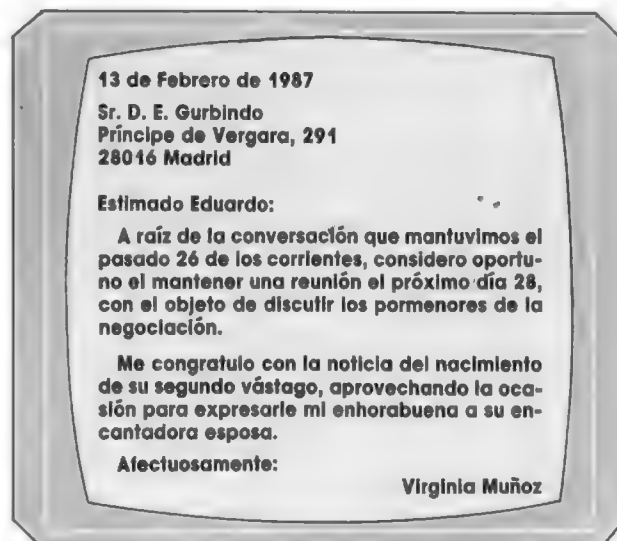 13 de Febrero de 1987
Sr. D. E. Gurbindo
Príncipe de Vergara, 291
28016 Madrid
Estimado Eduardo:
A raíz de la conversación que mantuvimos el
pasado 26 de los corrientes, considero oportu-
no el mantener una reunión el próximo día 28,
con el objeto de discutir los pormenores de la
negociación.
Me congratulo con la noticia del nacimiento
de su segundo vástago, aprovechando la oca-
sión para expresarle mi enhorabuena a su en-
cantadora esposa.
Afectuosamente:
Virginia Muñoz